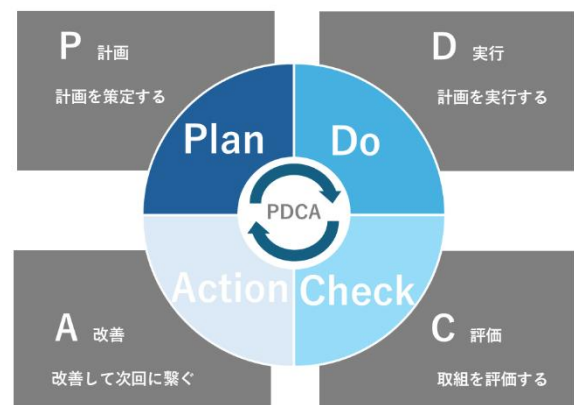 P 計画
計画を策定する
D 実行
計画を実行する
Plan
Do
PDCA
Action
Check
A 改善
改善して次回に繋ぐ
C 評価
取組を評価する